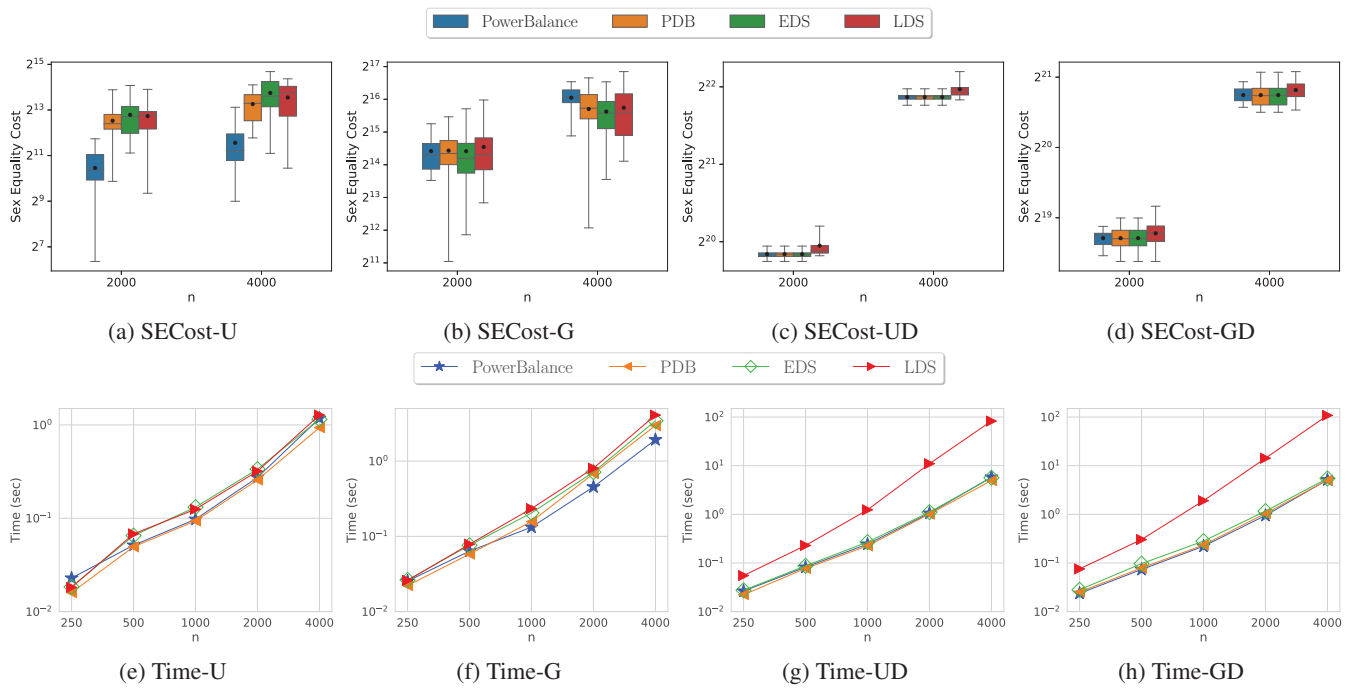 PowerBalance PDB EDS LDS
2^15
2^13
2^11
2^9
2^7
Sex Equality Cost
2000 4000
n
(a) SECost-U
2^17
2^16
2^15
2^14
2^13
2^12
2^11
Sex Equality Cost
2000 4000
n
(b) SECost-G
2^22
2^21
2^20
Sex Equality Cost
2000 4000
n
(c) SECost-UD
2^21
2^20
2^19
Sex Equality Cost
2000 4000
n
(d) SECost-GD
PowerBalance PDB EDS LDS
10^0
10^−1
10^−2
Time (sec)
250 500 1000 2000 4000
n
(e) Time-U
10^0
10^−1
10^−2
Time (sec)
250 500 1000 2000 4000
n
(f) Time-G
10^2
10^1
10^0
10^−1
10^−2
Time (sec)
250 500 1000 2000 4000
n
(g) Time-UD
10^2
10^1
10^0
10^−1
10^−2
Time (sec)
250 500 1000 2000 4000
n
(h) Time-GD